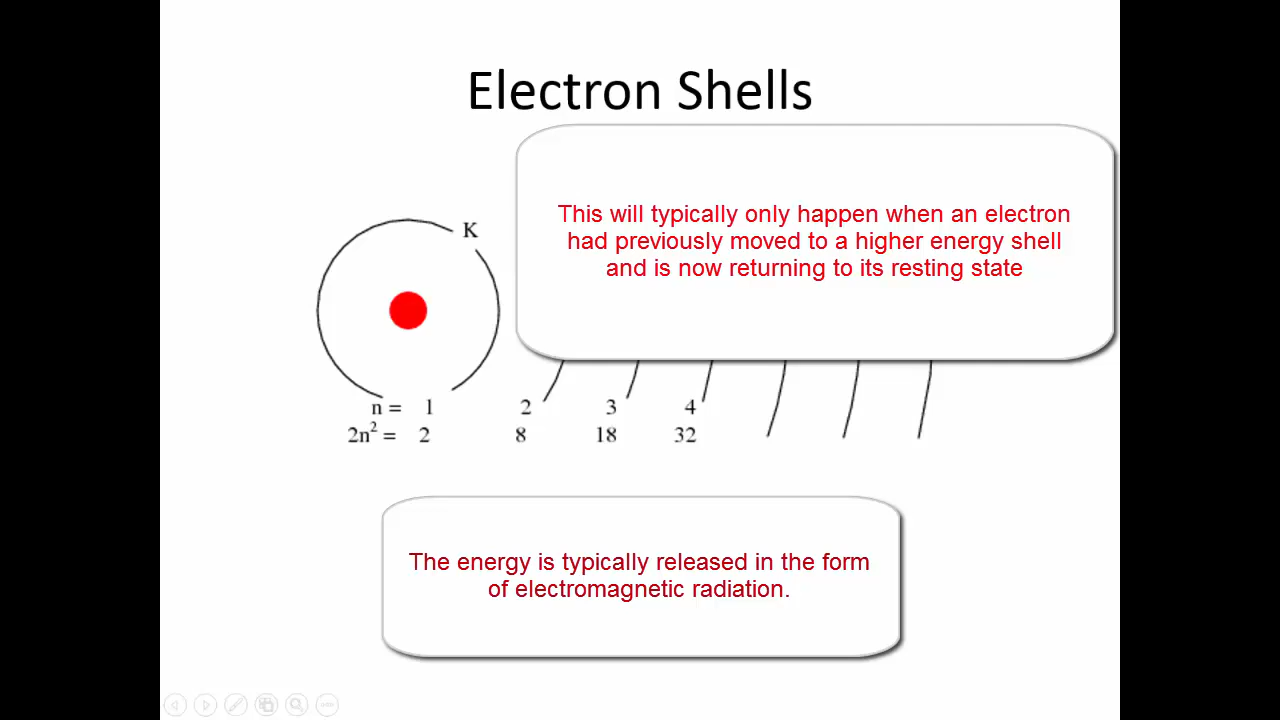 Electron Shells
This will typically only happen when an electron
had previously moved to a higher energy shell
and is now returning to its resting state
K
n = 1 2 3 4
2n² = 2 8 18 32
The energy is typically released in the form
of electromagnetic radiation.